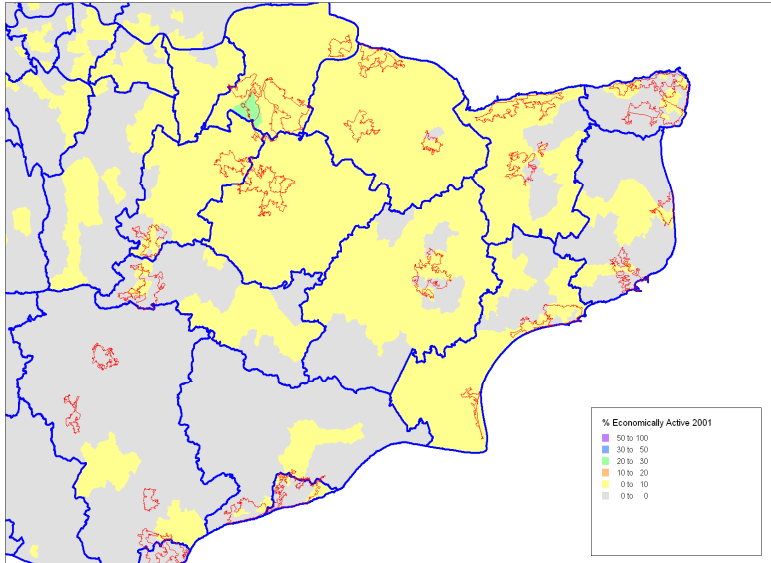 % Economically Active 2001
50 to 100
30 to 50
20 to 30
10 to 20
0 to 10
0 to .0